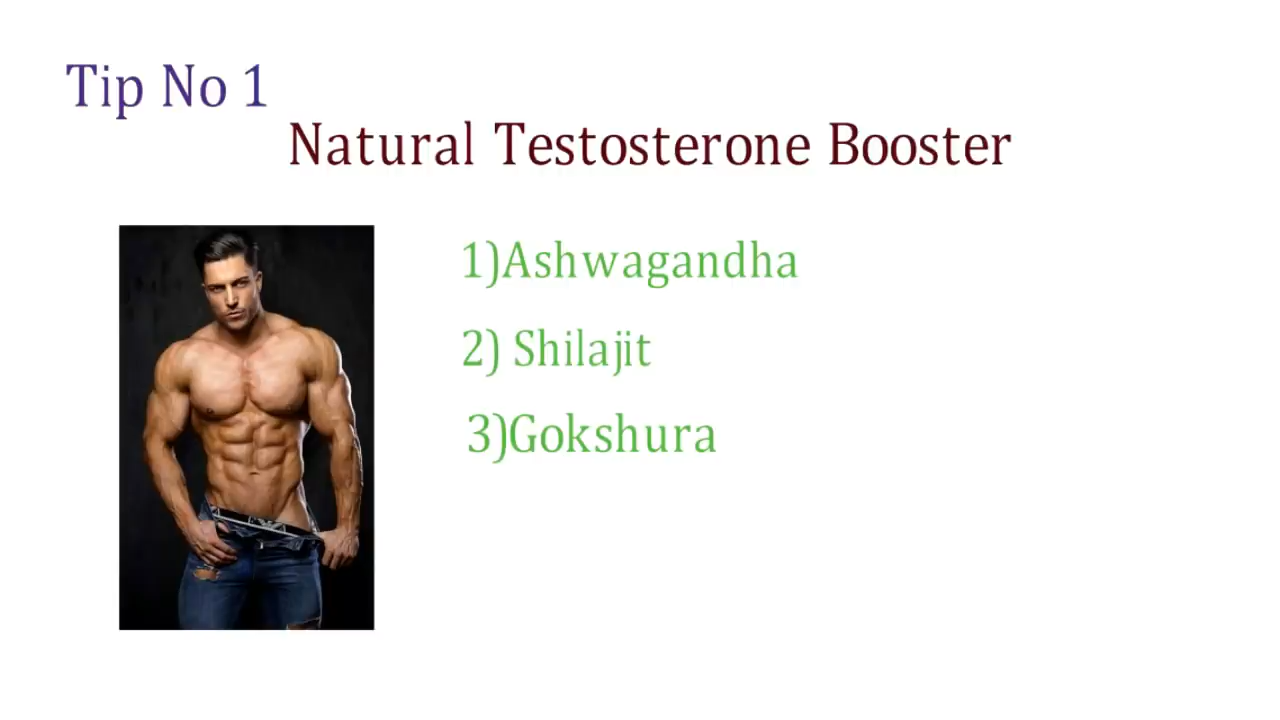 Tip No 1
Natural Testosterone Booster
1)Ashwagandha
2) Shilajit
3)Gokshura